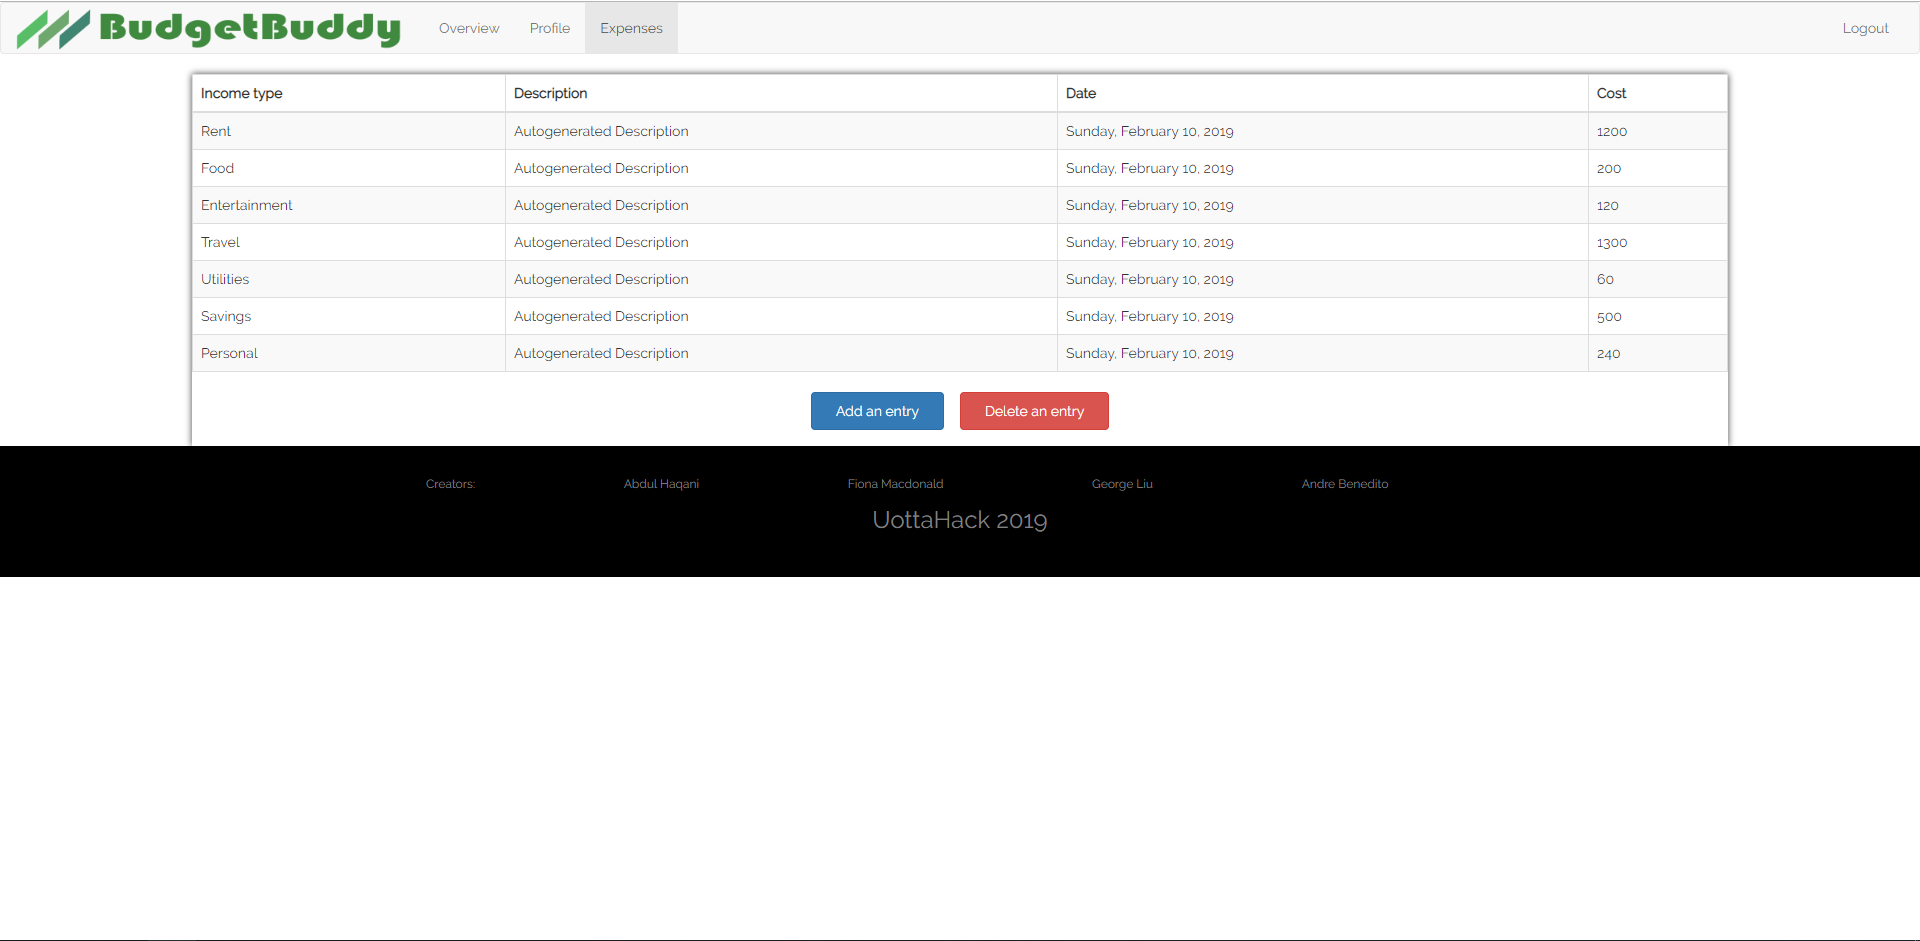 BudgetBuddy Overview Profile Expenses Logout
Income type Description Date Cost
Rent Autogenerated Description Sunday, February 10, 2019 1200
Food Autogenerated Description Sunday, February 10, 2019 200
Entertainment Autogenerated Description Sunday, February 10, 2019 120
Travel Autogenerated Description Sunday, February 10, 2019 1300
Utilities Autogenerated Description Sunday, February 10, 2019 60
Savings Autogenerated Description Sunday, February 10, 2019 500
Personal Autogenerated Description Sunday, February 10, 2019 240
Add an entry Delete an entry
Creators: Abdul Haqani Fiona Macdonald George Liu Andre Benedito
UottaHack 2019